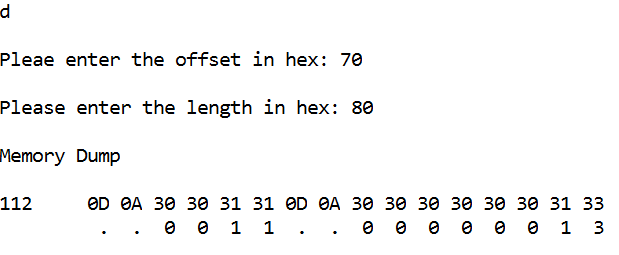 d
Pleae enter the offset in hex: 70
Please enter the length in hex: 80
Memory Dump
112 0D 0A 30 30 31 31 0D 0A 30 30 30 30 30 30 31 33
. . 0 0 1 1 . . 0 0 0 0 0 0 1 3